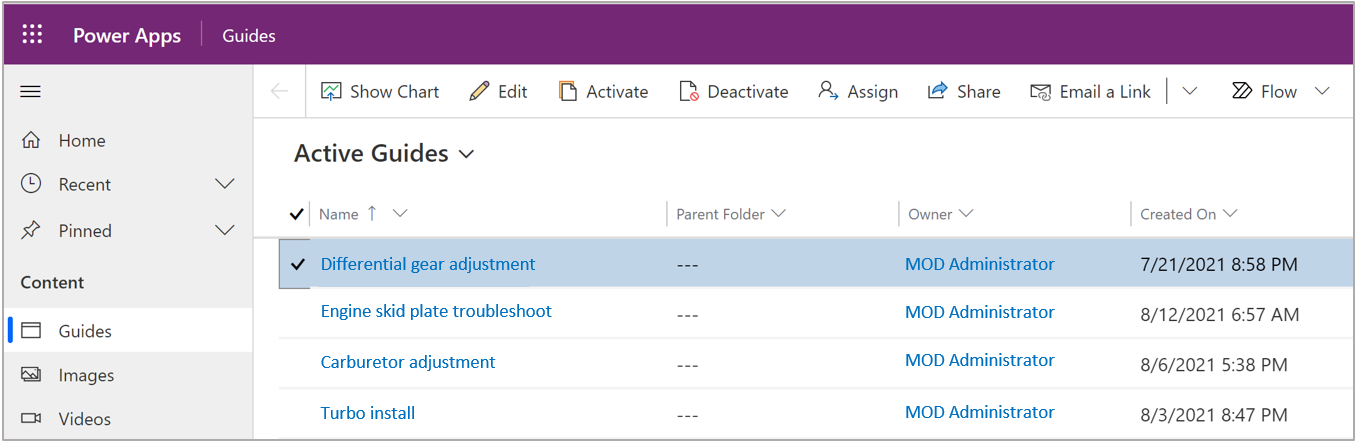 Power Apps Guides
Show Chart Edit Activate Deactivate Assign Share Email a Link Flow
Home
Recent
Pinned
Content
Guides
Images
Videos
Active Guides
Name Parent Folder Owner Created On
Differential gear adjustment --- MOD Administrator 7/21/2021 8:58 PM
Engine skid plate troubleshoot --- MOD Administrator 8/12/2021 6:57 AM
Carburetor adjustment --- MOD Administrator 8/6/2021 5:38 PM
Turbo install --- MOD Administrator 8/3/2021 8:47 PM